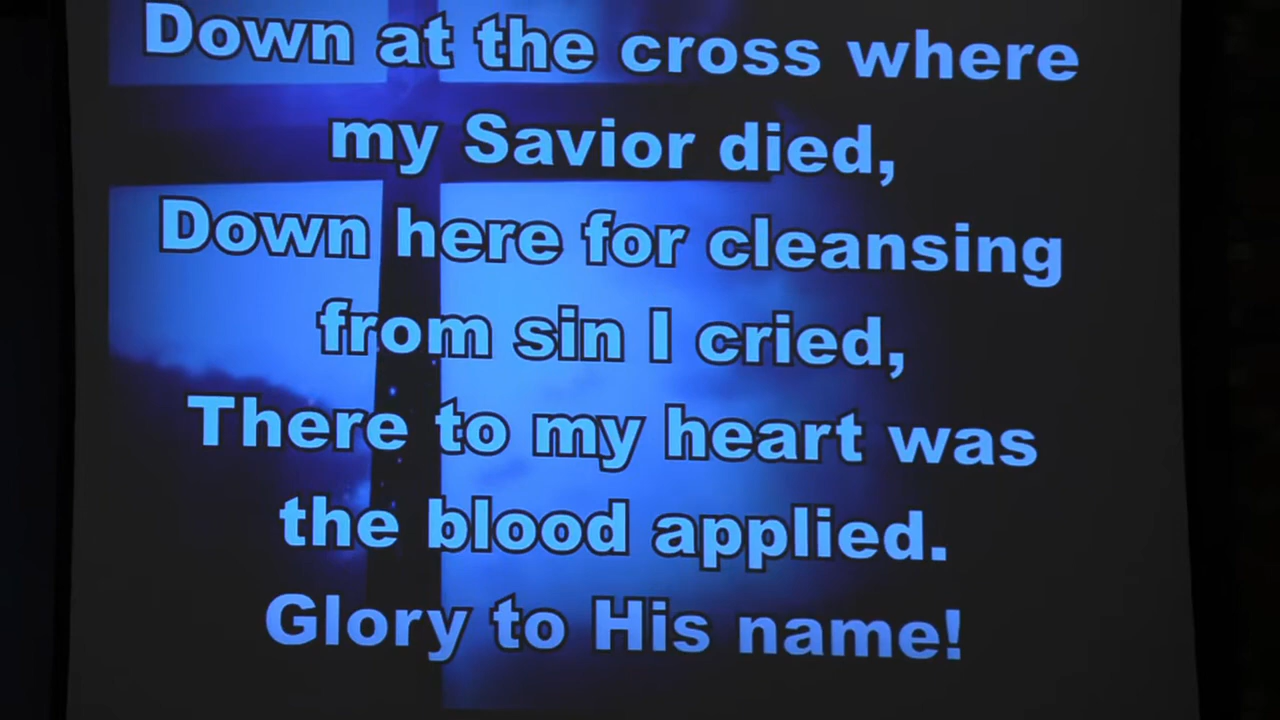 Down at the cross where
my Savior died,
Down here for cleansing
from sin I cried,
There to my heart was
the blood applied.
Glory to His name!